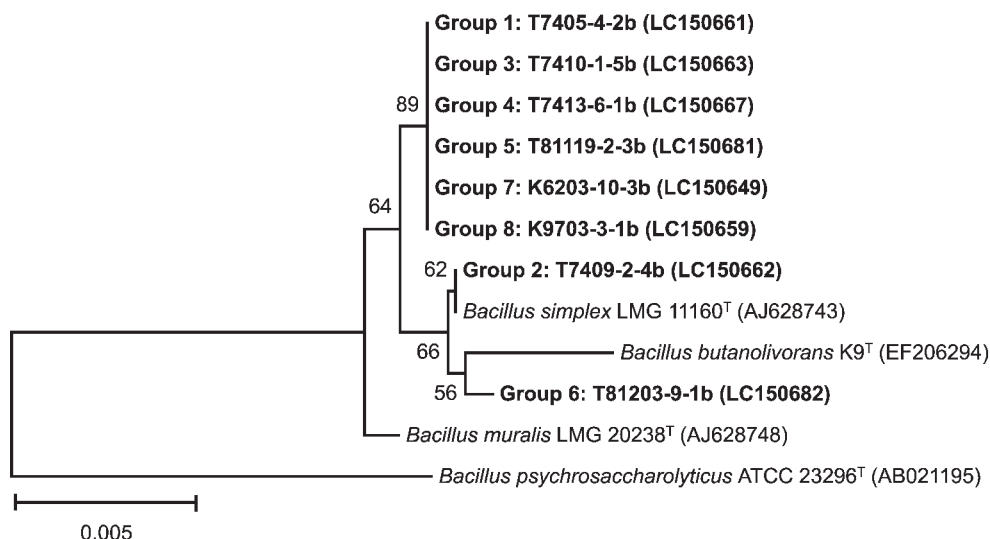 Group 1: T7405-4-2b (LC150661)
Group 3: T7410-1-5b (LC150663)
89
Group 4: T7413-6-1b (LC150667)
Group 5: T81119-2-3b (LC150681)
Group 7: K6203-10-3b (LC150649)
64
Group 8: K9703-3-1b (LC150659)
62
Group 2: T7409-2-4b (LC150662)
Bacillus simplex LMG 11160ᵀ (AJ628743)
66
Bacillus butanolivorans K9ᵀ (EF206294)
56
Group 6: T81203-9-1b (LC150682)
Bacillus muralis LMG 20238ᵀ (AJ628748)
Bacillus psychrosaccharolyticus ATCC 23296ᵀ (AB021195)
0.005